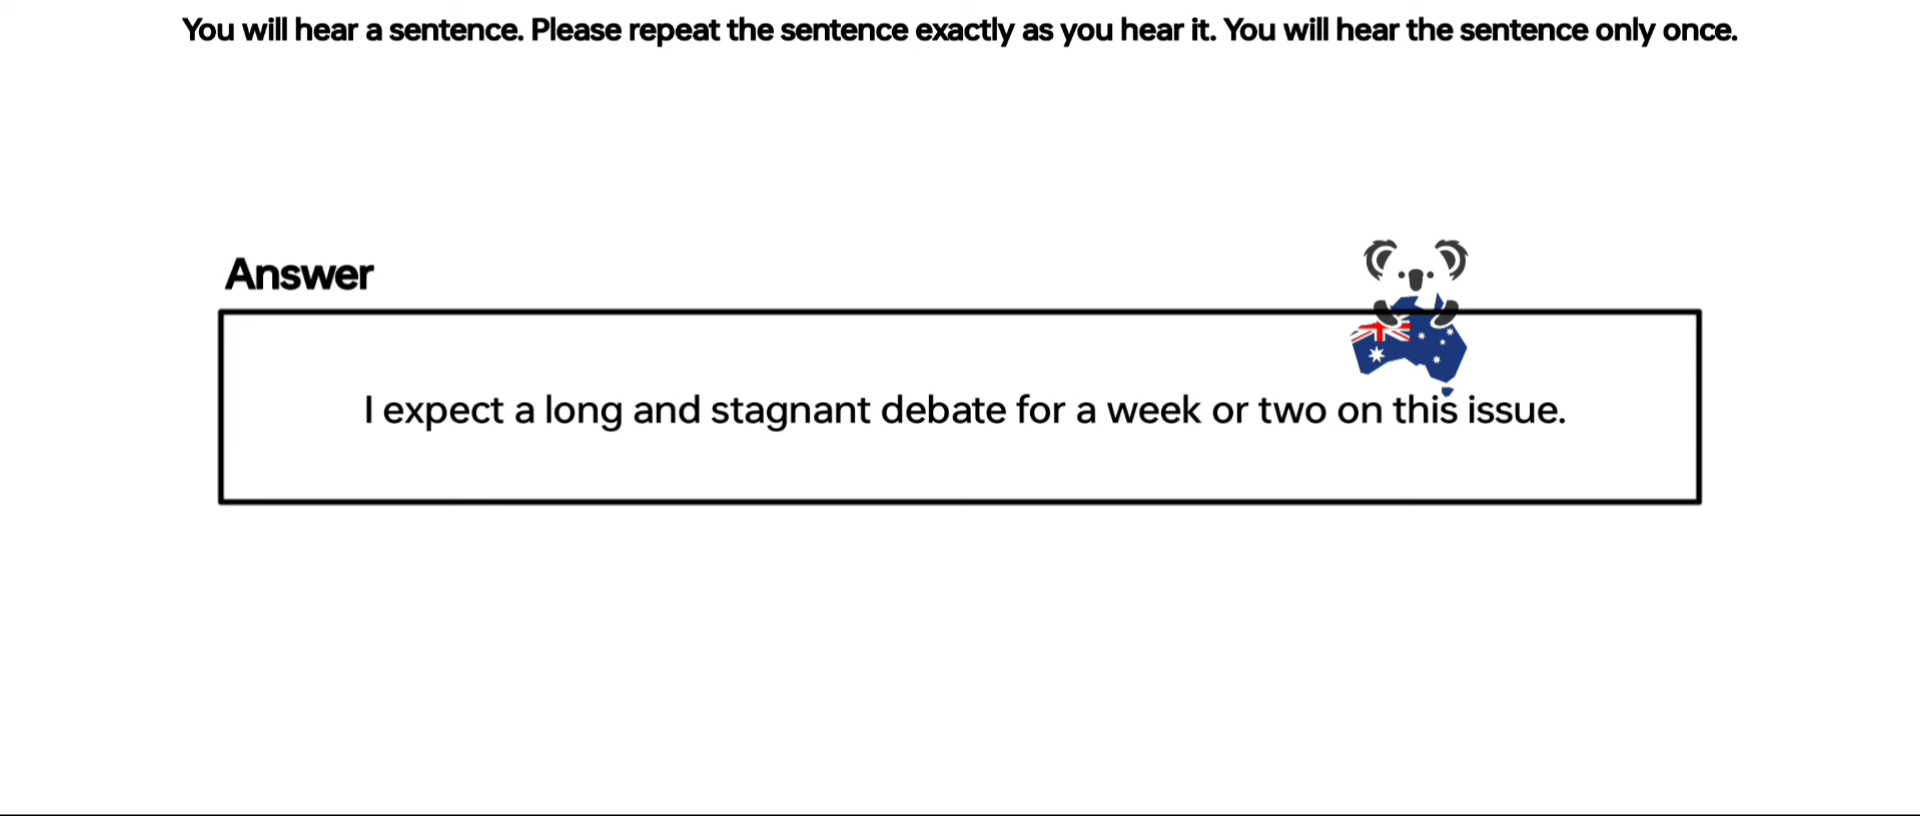 You will hear a sentence. Please repeat the sentence exactly as you hear it. You will hear the sentence only once.
Answer
I expect a long and stagnant debate for a week or two on this issue.